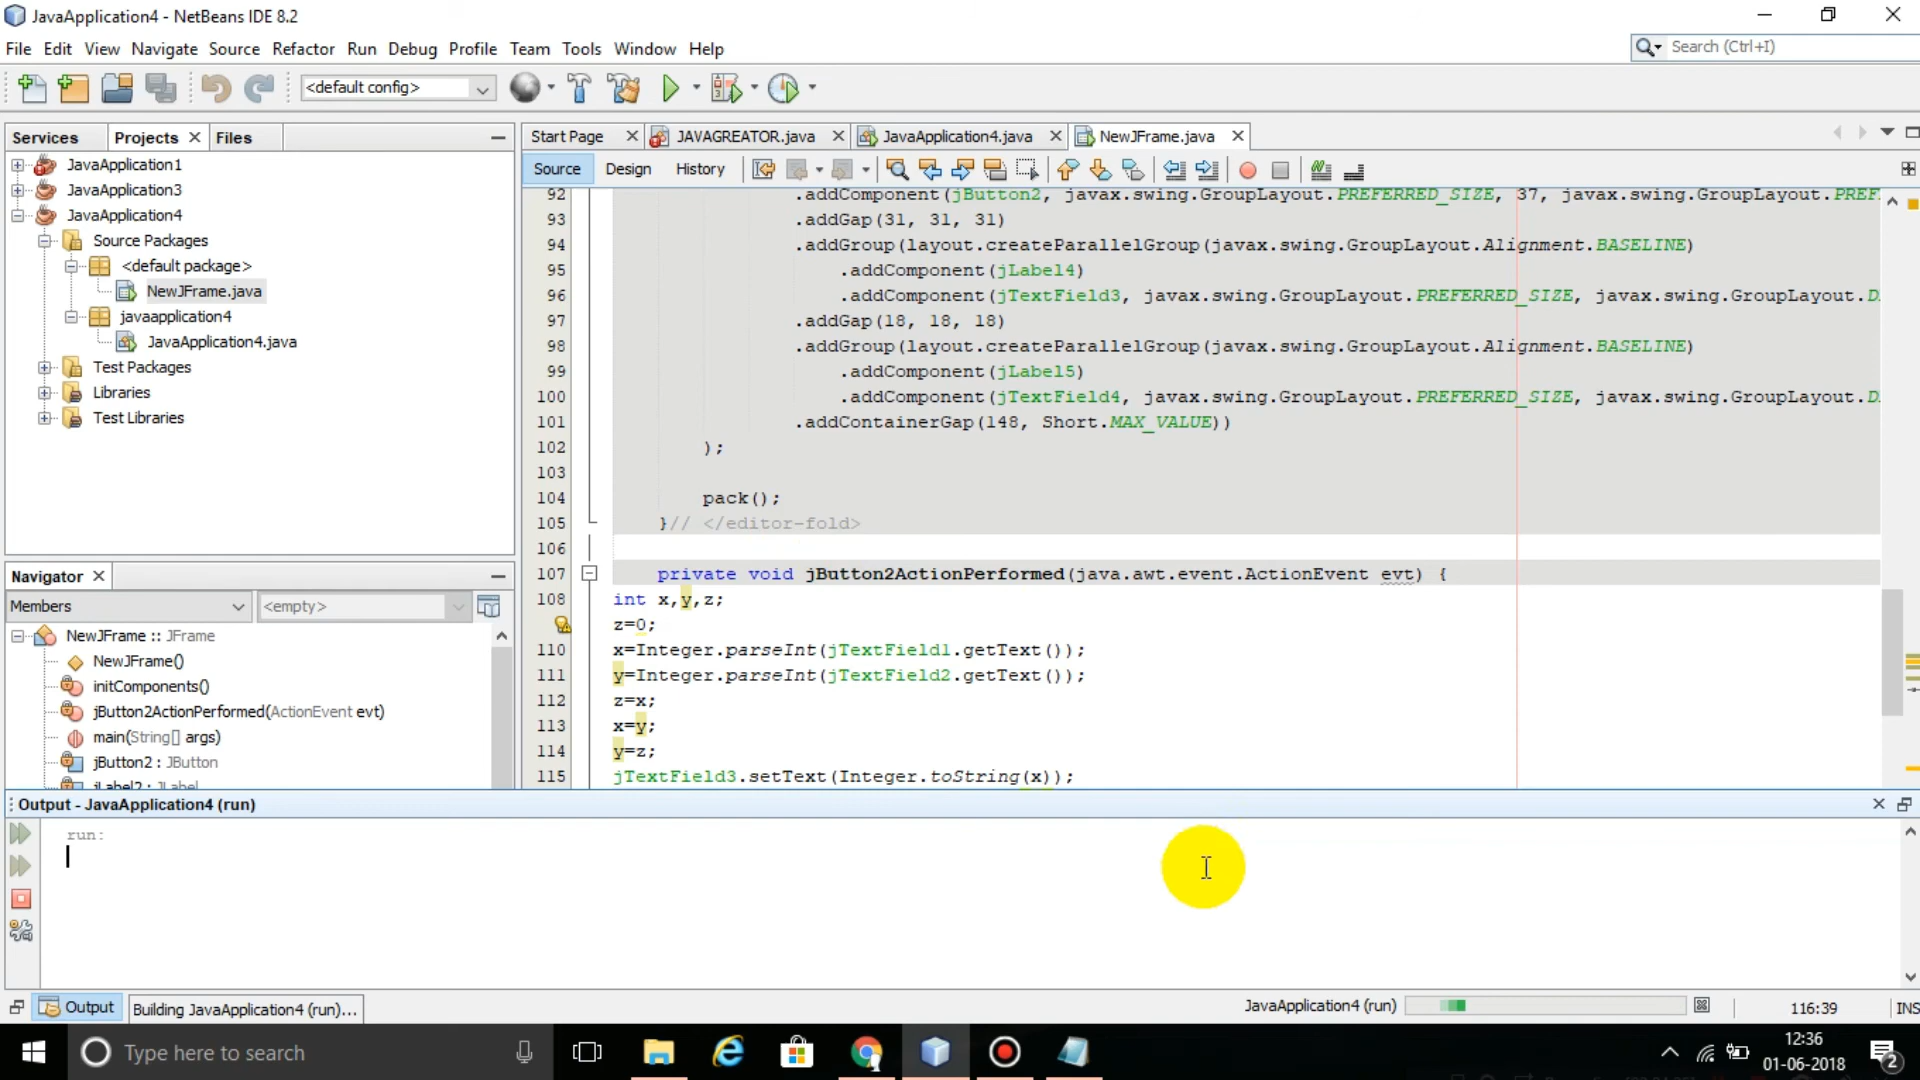 JavaApplication4 - NetBeans IDE 8.2
File Edit View Navigate Source Refactor Run Debug Profile Team Tools Window Help
Search (Ctrl+I)
<default config>
Services Projects Files
Start Page JAVAGREATOR.java JavaApplication4.java NewJFrame.java
Source Design History
JavaApplication1
JavaApplication3
JavaApplication4
Source Packages
<default package>
NewJFrame.java
javaapplication4
JavaApplication4.java
Test Packages
Libraries
Test Libraries
92 .addComponent(jButton2, javax.swing.GroupLayout.PREFERRED_SIZE, 37, javax.swing.GroupLayout.PREF
93 .addGap(31, 31, 31)
94 .addGroup(layout.createParallelGroup(javax.swing.GroupLayout.Alignment.BASELINE)
95 .addComponent(jLabel4)
96 .addComponent(jTextField3, javax.swing.GroupLayout.PREFERRED_SIZE, javax.swing.GroupLayout.D
97 .addGap(18, 18, 18)
98 .addGroup(layout.createParallelGroup(javax.swing.GroupLayout.Alignment.BASELINE)
99 .addComponent(jLabel5)
100 .addComponent(jTextField4, javax.swing.GroupLayout.PREFERRED_SIZE, javax.swing.GroupLayout.D
101 .addContainerGap(148, Short.MAX_VALUE))
102 );
103
104 pack();
105 }// </editor-fold>
106
107 private void jButton2ActionPerformed(java.awt.event.ActionEvent evt) {
108 int x,y,z;
z=0;
110 x=Integer.parseInt(jTextField1.getText());
111 y=Integer.parseInt(jTextField2.getText());
112 z=x;
113 x=y;
114 y=z;
115 jTextField3.setText(Integer.toString(x));
Navigator
Members <empty>
NewJFrame :: JFrame
NewJFrame()
initComponents()
jButton2ActionPerformed(ActionEvent evt)
main(String[] args)
jButton2 : JButton
jLabel2 : JLabel
Output - JavaApplication4 (run)
run:
Output Building JavaApplication4 (run)...
JavaApplication4 (run) 116:39 INS
Type here to search
12:36
01-06-2018
2